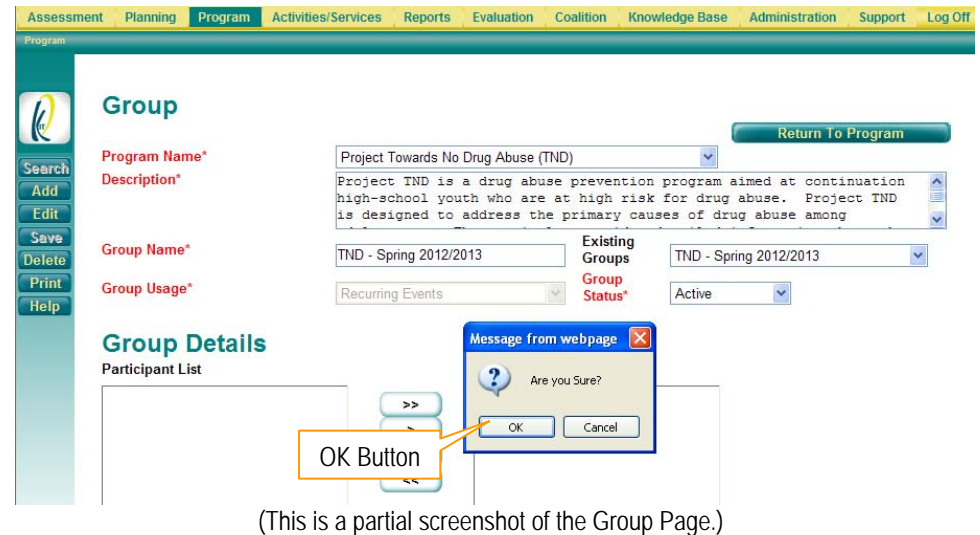 Assessment Planning Program Activities/Services Reports Evaluation Coalition Knowledge Base Administration Support Log Off
Program
Group
Return To Program
Search
Add
Edit
Save
Delete
Print
Help
Program Name* Project Towards No Drug Abuse (TND)
Description* Project TND is a drug abuse prevention program aimed at continuation
high-school youth who are at high risk for drug abuse. Project TND
is designed to address the primary causes of drug abuse among
Group Name* TND - Spring 2012/2013 Existing Groups TND - Spring 2012/2013
Group Usage* Recurring Events Group Status* Active
Group Details
Participant List
Message from webpage
Are you Sure?
OK Cancel
>>
OK Button
<<
(This is a partial screenshot of the Group Page.)